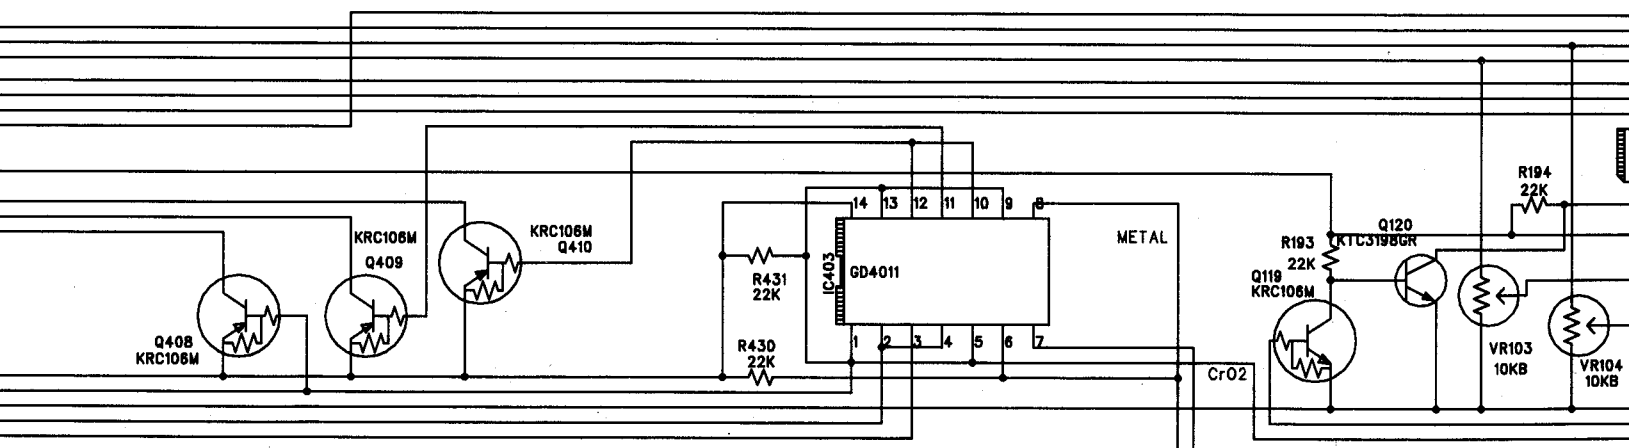 KRC106M
Q409
KRC106M
Q410
Q408
KRC106M
R431
22K
R430
22K
IC403
GD4011
14 13 12 11 10 9 8
1 2 3 4 5 6 7
METAL
CrO2
R193
22K
Q119
KRC106M
Q120
KTC3198GR
R194
22K
VR103
10KB
VR104
10KB